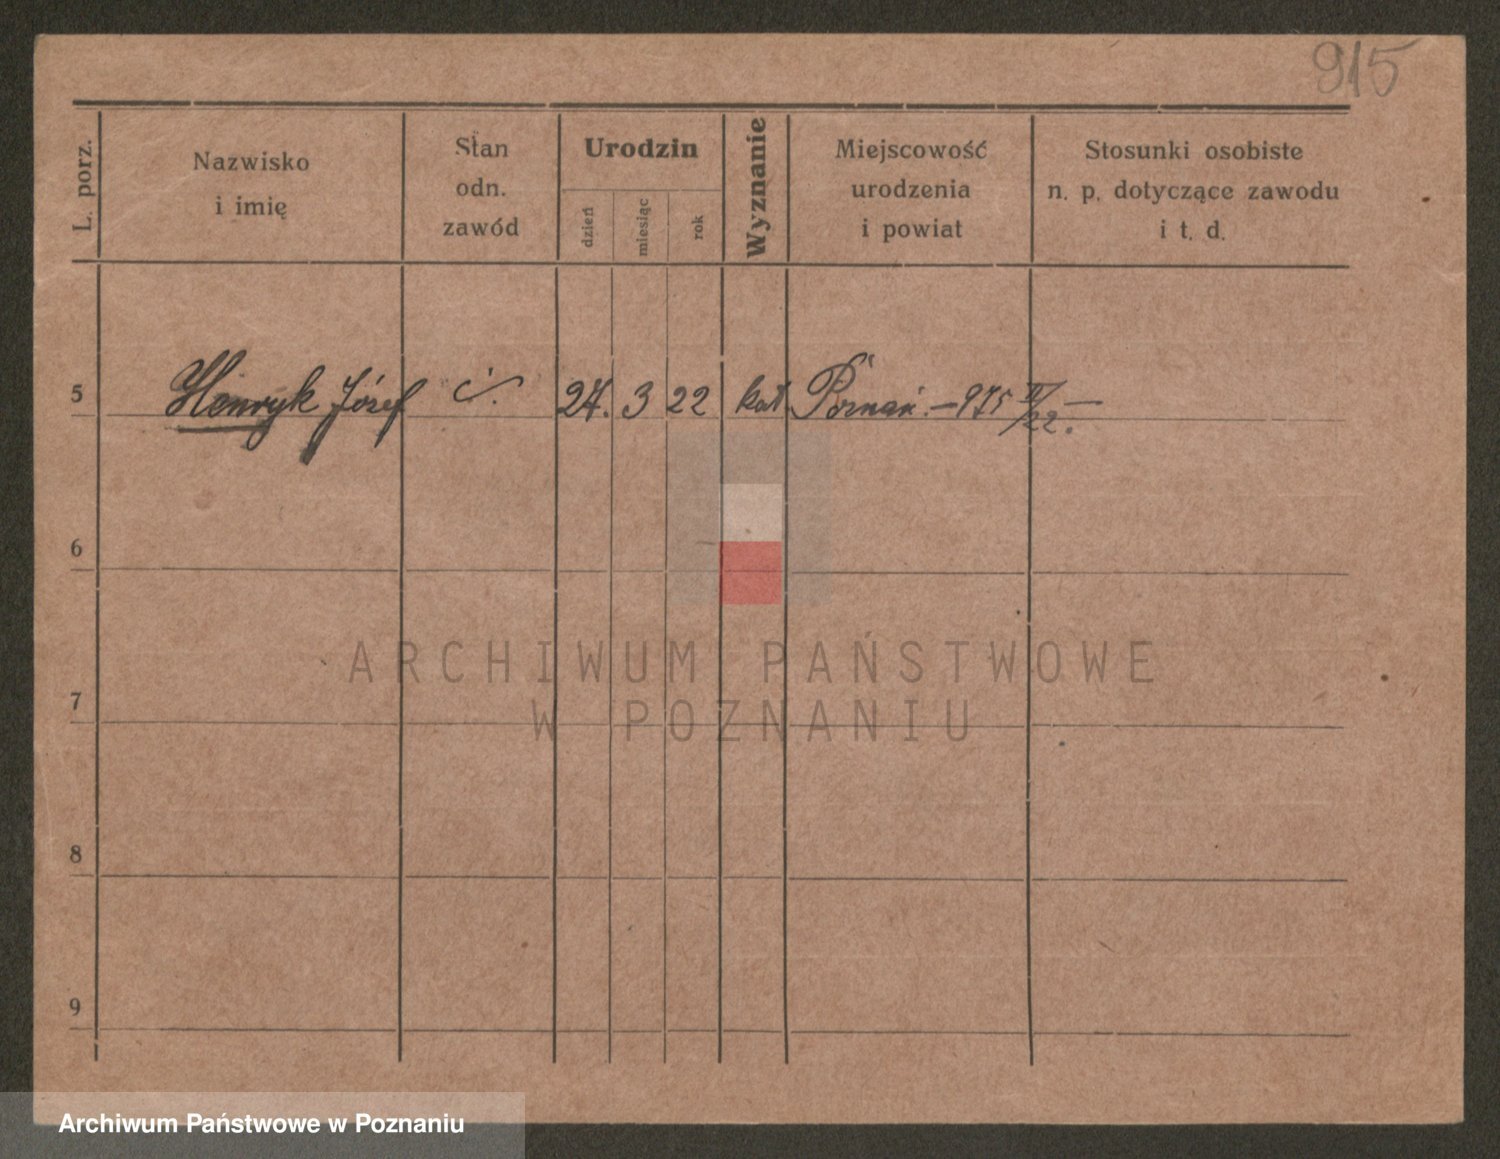 915
L. porz.
Nazwisko
i imię
Stan
odn.
zawód
Urodzin
dzień
miesiąc
rok
Wyznanie
Miejscowość
urodzenia
i powiat
Stosunki osobiste
n. p. dotyczące zawodu
i t. d.
5 Henryk Józef 24. 3 22 kat Poznań. – 975 II/22. –
6
7
8
9
ARCHIWUM PAŃSTWOWE
W POZNANIU
Archiwum Państwowe w Poznaniu